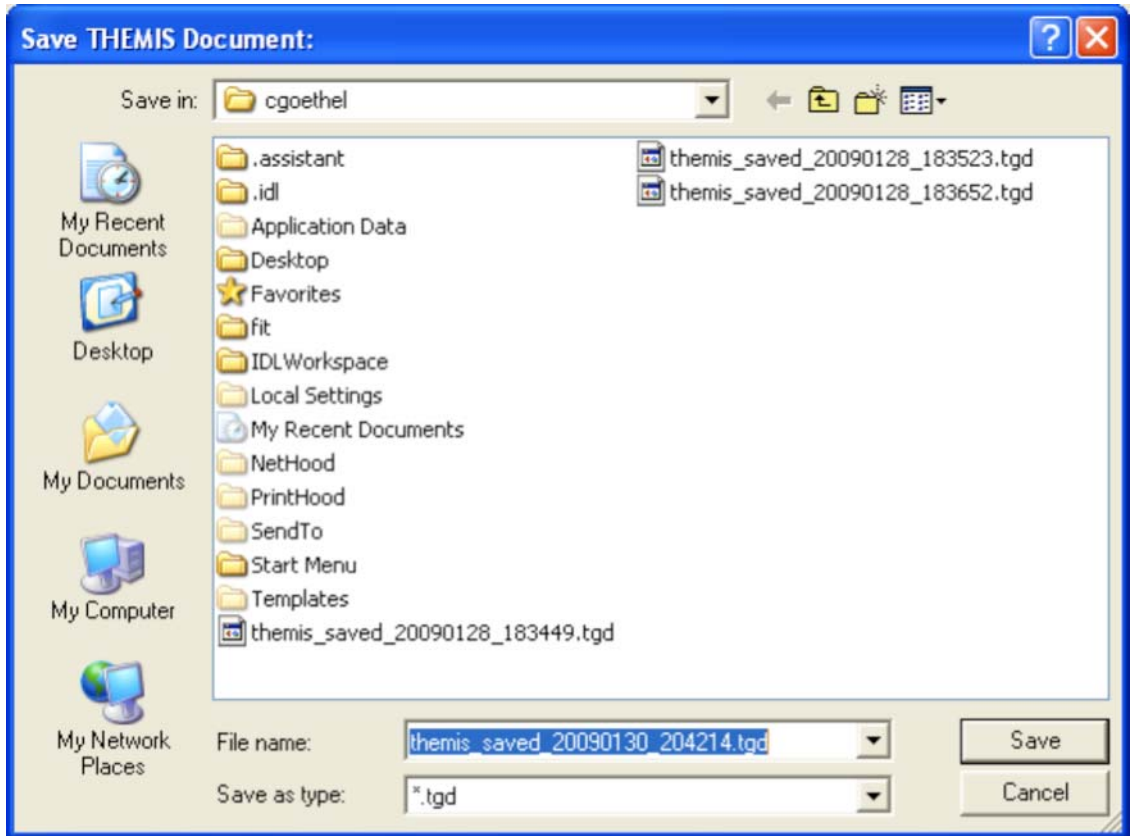 Save THEMIS Document:
Save in:
cgoethel
My Recent
Documents
Desktop
My Documents
My Computer
My Network
Places
.assistant
.idl
Application Data
Desktop
Favorites
fit
IDLWorkspace
Local Settings
My Recent Documents
NetHood
PrintHood
SendTo
Start Menu
Templates
themis_saved_20090128_183449.tgd
themis_saved_20090128_183523.tgd
themis_saved_20090128_183652.tgd
File name:
themis_saved_20090130_204214.tgd
Save
Save as type:
*.tgd
Cancel